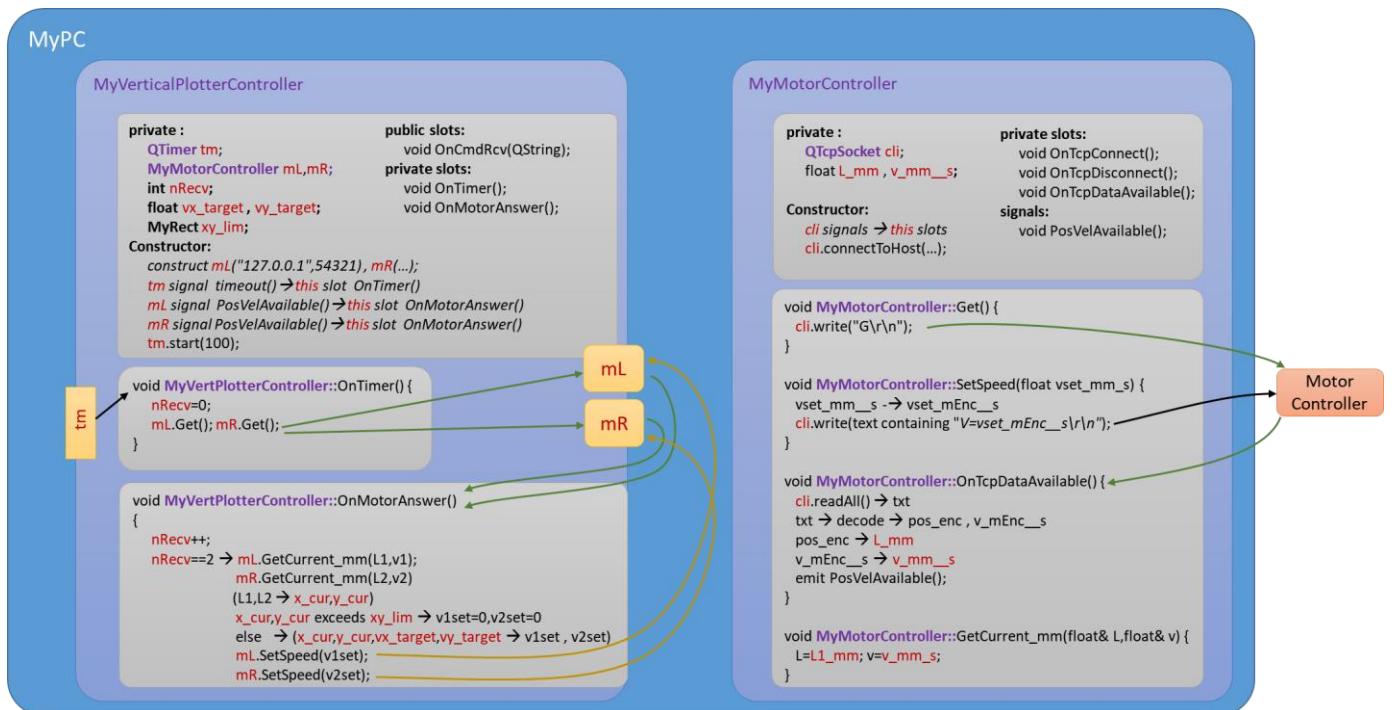 MyPC
MyVerticalPlotterController
private :
QTimer tm;
MyMotorController mL,mR;
int nRecv;
float vx_target , vy_target;
MyRect xy_lim;
public slots:
void OnCmdRcv(QString);
private slots:
void OnTimer();
void OnMotorAnswer();
Constructor:
construct mL("127.0.0.1",54321) , mR(…);
tm signal timeout()→this slot OnTimer()
mL signal PosVelAvailable()→this slot OnMotorAnswer()
mR signal PosVelAvailable()→this slot OnMotorAnswer()
tm.start(100);
tm
void MyVertPlotterController::OnTimer() {
nRecv=0;
mL.Get(); mR.Get();
}
mL
mR
void MyVertPlotterController::OnMotorAnswer()
{
nRecv++;
nRecv==2 → mL.GetCurrent_mm(L1,v1);
mR.GetCurrent_mm(L2,v2)
(L1,L2 → x_cur,y_cur)
x_cur,y_cur exceeds xy_lim → v1set=0,v2set=0
else → (x_cur,y_cur,vx_target,vy_target → v1set , v2set)
mL.SetSpeed(v1set);
mR.SetSpeed(v2set);
MyMotorController
private :
QTcpSocket cli;
float L_mm , v_mm__s;
Constructor:
cli signals → this slots
cli.connectToHost(…);
private slots:
void OnTcpConnect();
void OnTcpDisconnect();
void OnTcpDataAvailable();
signals:
void PosVelAvailable();
void MyMotorController::Get() {
cli.write("G\r\n");
}
void MyMotorController::SetSpeed(float vset_mm_s) {
vset_mm__s -→ vset_mEnc__s
cli.write(text containing "V=vset_mEnc__s\r\n");
}
void MyMotorController::OnTcpDataAvailable() {
cli.readAll() → txt
txt → decode → pos_enc , v_mEnc__s
pos_enc → L_mm
v_mEnc__s → v_mm__s
emit PosVelAvailable();
}
void MyMotorController::GetCurrent_mm(float& L,float& v) {
L=L1_mm; v=v_mm_s;
}
Motor
Controller